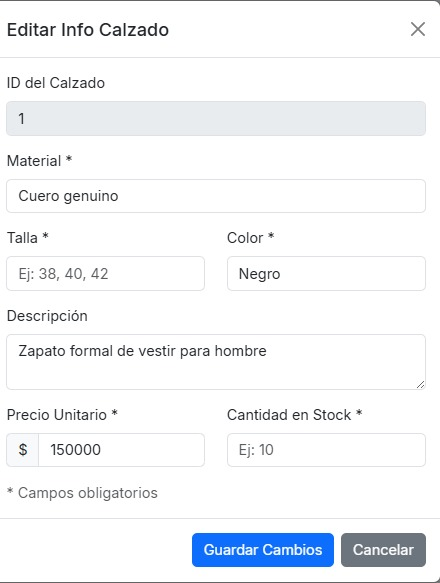 Editar Info Calzado
ID del Calzado
1
Material *
Cuero genuino
Talla * Color *
Ej: 38, 40, 42 Negro
Descripción
Zapato formal de vestir para hombre
Precio Unitario * Cantidad en Stock *
$ 150000 Ej: 10
* Campos obligatorios
Guardar Cambios Cancelar